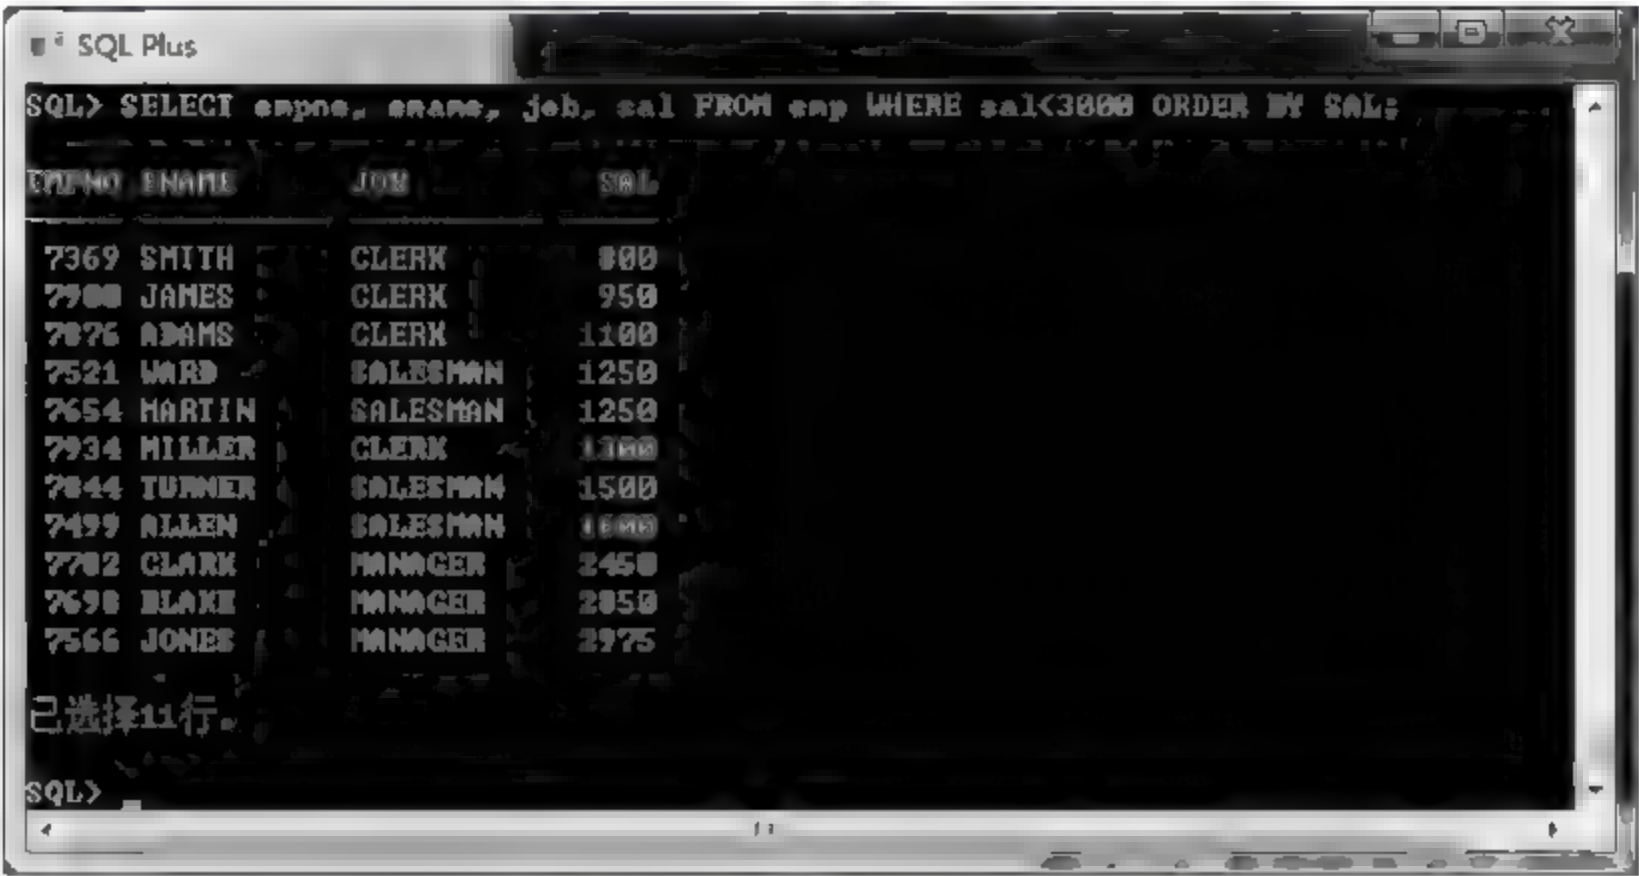 SQL Plus
SQL> SELECT empno, ename, job, sal FROM emp WHERE sal<3000 ORDER BY SAL;
EMPNO ENAME JOB SAL
7369 SMITH CLERK 800
7900 JAMES CLERK 950
7876 ADAMS CLERK 1100
7521 WARD SALESMAN 1250
7654 MARTIN SALESMAN 1250
7934 MILLER CLERK 1300
7844 TURNER SALESMAN 1500
7499 ALLEN SALESMAN 1600
7782 CLARK MANAGER 2450
7698 BLAKE MANAGER 2850
7566 JONES MANAGER 2975
已选择11行。
SQL>